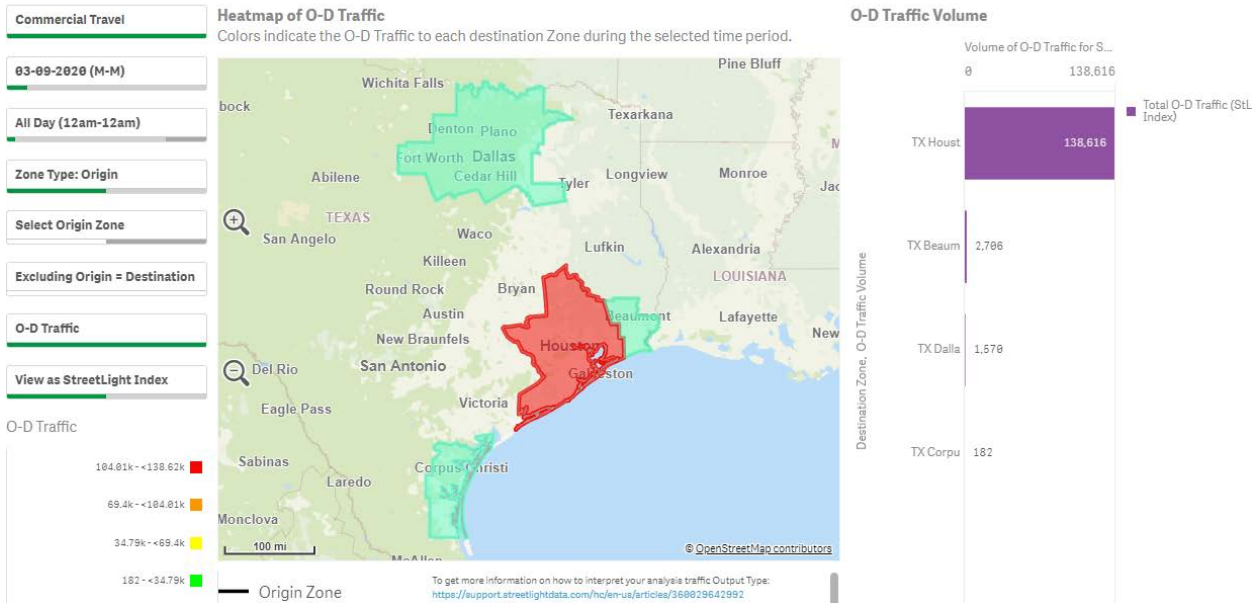 Commercial Travel
03-09-2020 (M-M)
All Day (12am-12am)
Zone Type: Origin
Select Origin Zone
Excluding Origin = Destination
O-D Traffic
View as StreetLight Index
O-D Traffic
104.01k - <138.62k
69.4k - <104.01k
34.79k - <69.4k
182 - <34.79k
Heatmap of O-D Traffic
Colors indicate the O-D Traffic to each destination Zone during the selected time period.
Pine Bluff
Wichita Falls
bock
Texarkana
Denton Plano
Fort Worth Dallas
Cedar Hill
Abilene
Tyler
Longview
Monroe
Jac
TEXAS
San Angelo
Waco
Lufkin
Alexandria
Killeen
LOUISIANA
Round Rock
Bryan
Austin
Beaumont
Lafayette
New
New Braunfels
Houston
Del Rio
San Antonio
Galveston
Eagle Pass
Victoria
Sabinas
Corpus Christi
Laredo
Monclova
100 mi
McAllen
© OpenStreetMap contributors
Origin Zone
To get more information on how to interpret your analysis traffic Output Type:
https://support.streetlightdata.com/hc/en-us/articles/360029642992
O-D Traffic Volume
Volume of O-D Traffic for S...
0 138,616
Total O-D Traffic (StL
Index)
Destination Zone, O-D Traffic Volume
TX Houst 138,616
TX Beaum 2,706
TX Dalla 1,570
TX Corpu 182